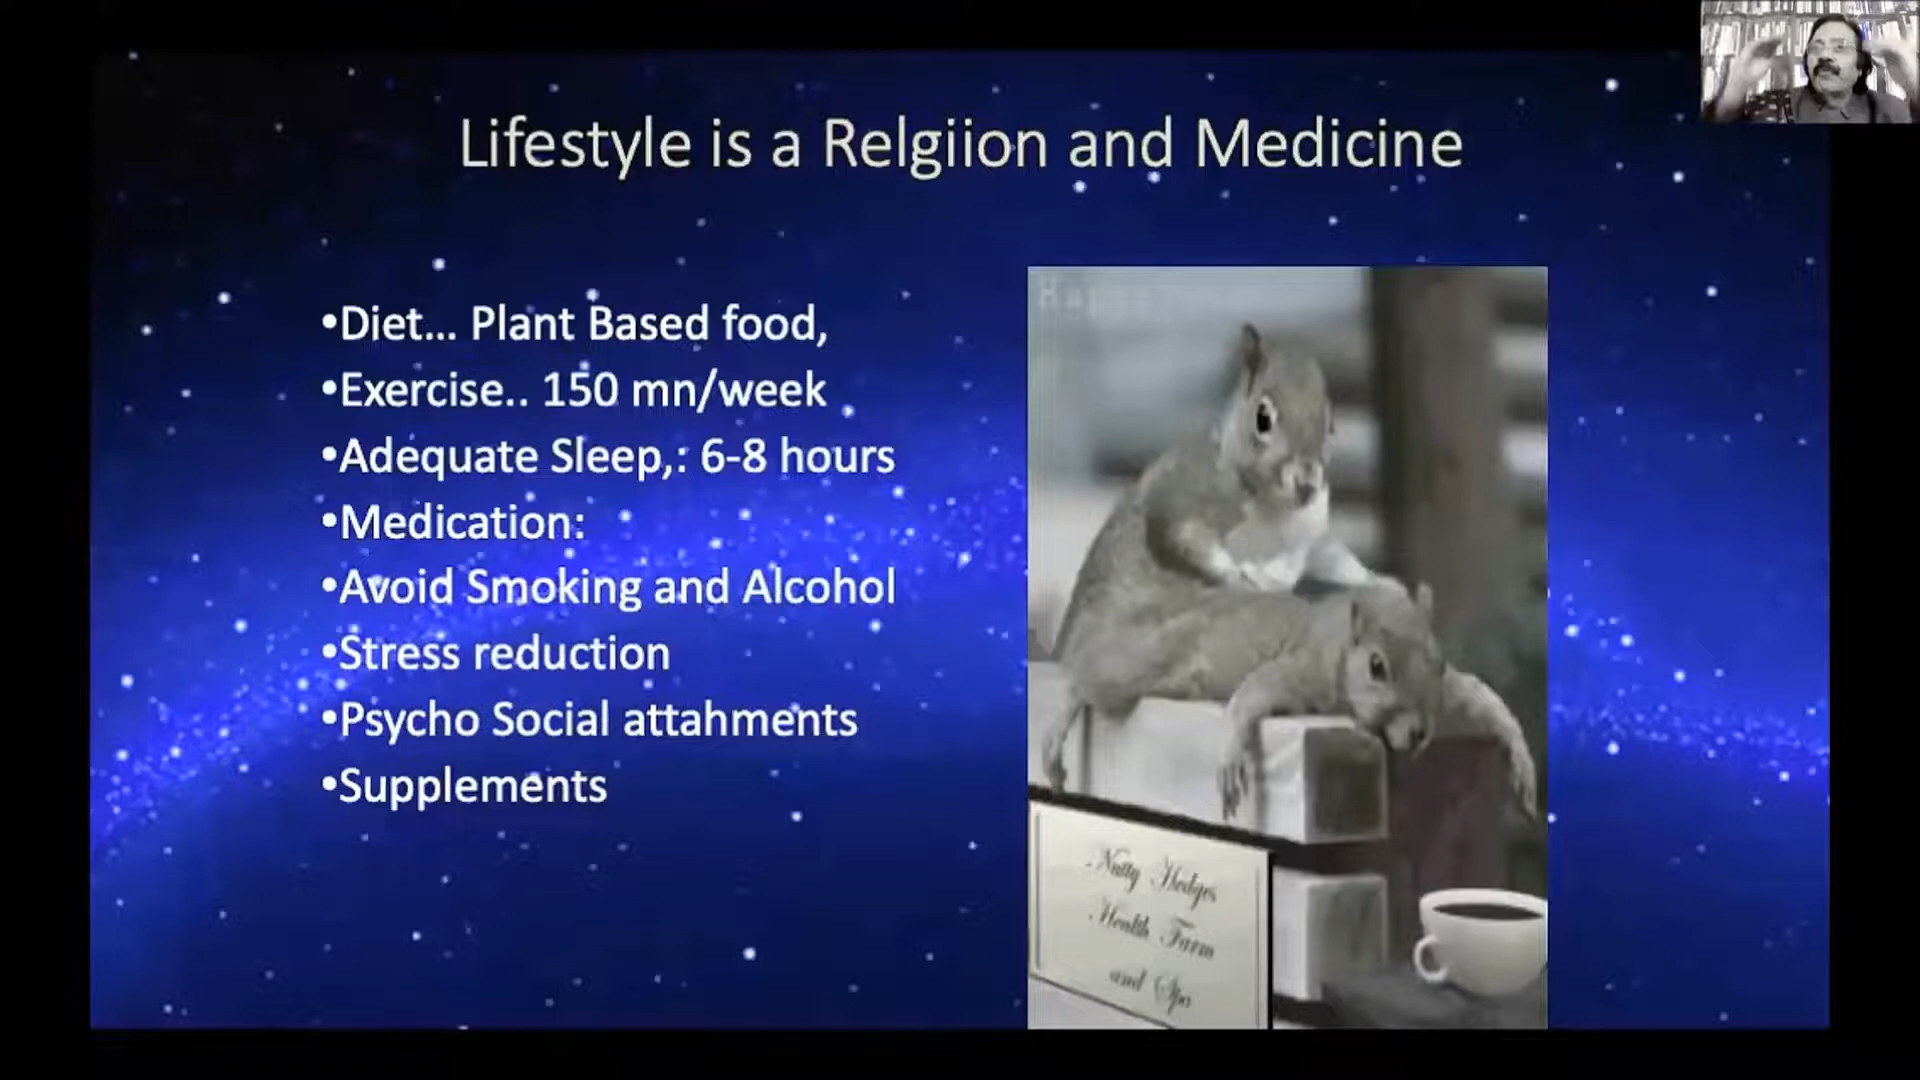 Lifestyle is a Relgiion and Medicine
•Diet... Plant Based food,
•Exercise.. 150 mn/week
•Adequate Sleep,: 6-8 hours
•Medication:
•Avoid Smoking and Alcohol
•Stress reduction
•Psycho Social attahments
•Supplements
Happy
Nutty Hedges
Health Farm
and Spa